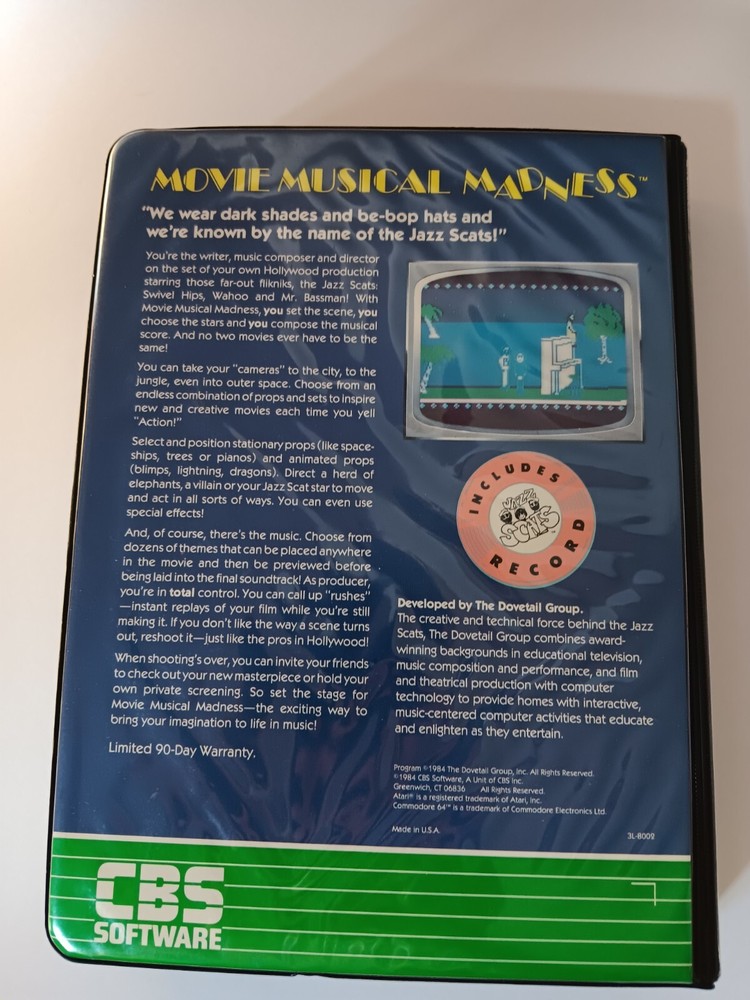 MOVIE MUSICAL MADNESS™
"We wear dark shades and be-bop hats and
we're known by the name of the Jazz Scats!"
You're the writer, music composer and director
on the set of your own Hollywood production
starring those far-out flikniks, the Jazz Scats:
Swivel Hips, Wahoo and Mr. Bassman! With
Movie Musical Madness, you set the scene, you
choose the stars and you compose the musical
score. And no two movies ever have to be the
same!
You can take your "cameras" to the city, to the
jungle, even into outer space. Choose from an
endless combination of props and sets to inspire
new and creative movies each time you yell
"Action!"
Select and position stationary props (like space-
ships, trees or pianos) and animated props
(blimps, lightning, dragons). Direct a herd of
elephants, a villain or your Jazz Scat star to move
and act in all sorts of ways. You can even use
special effects!
And, of course, there's the music. Choose from
dozens of themes that can be placed anywhere
in the movie and then be previewed before
being laid into the final soundtrack! As producer,
you're in total control. You can call up "rushes"
—instant replays of your film while you're still
making it. If you don't like the way a scene turns
out, reshoot it—just like the pros in Hollywood!
When shooting's over, you can invite your friends
to check out your new masterpiece or hold your
own private screening. So set the stage for
Movie Musical Madness—the exciting way to
bring your imagination to life in music!
Limited 90-Day Warranty.
INCLUDES
JAZZ
SCATS
RECORD
Developed by The Dovetail Group.
The creative and technical force behind the Jazz
Scats, The Dovetail Group combines award-
winning backgrounds in educational television,
music composition and performance, and film
and theatrical production with computer
technology to provide homes with interactive,
music-centered computer activities that educate
and enlighten as they entertain.
Program ©1984 The Dovetail Group, Inc. All Rights Reserved.
©1984 CBS Software, A Unit of CBS Inc.
Greenwich, CT 06836 All Rights Reserved.
Atari® is a registered trademark of Atari, Inc.
Commodore 64™ is a trademark of Commodore Electronics Ltd.
Made in U.S.A.
3L-8002
CBS
SOFTWARE